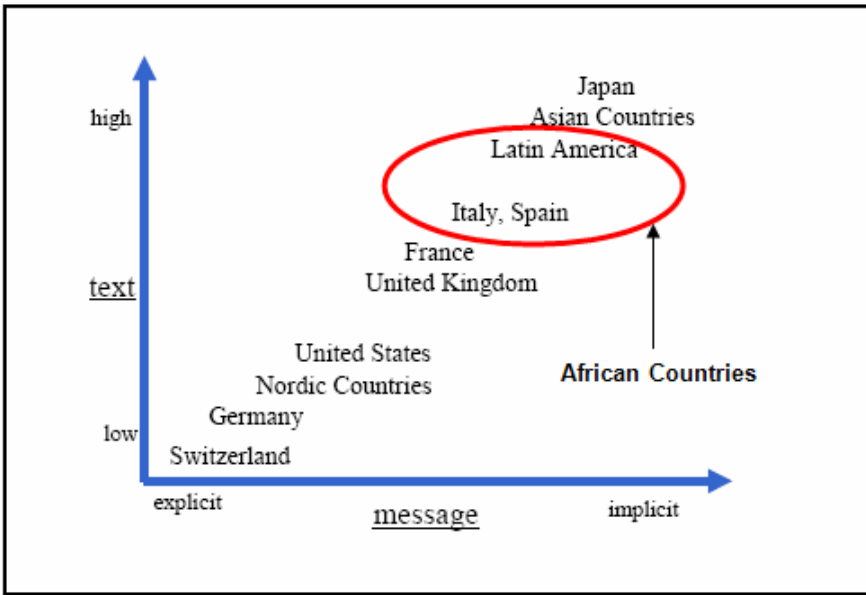 Japan
high
Asian Countries
Latin America
Italy, Spain
France
United Kingdom
text
United States
African Countries
Nordic Countries
Germany
low
Switzerland
explicit
message
implicit